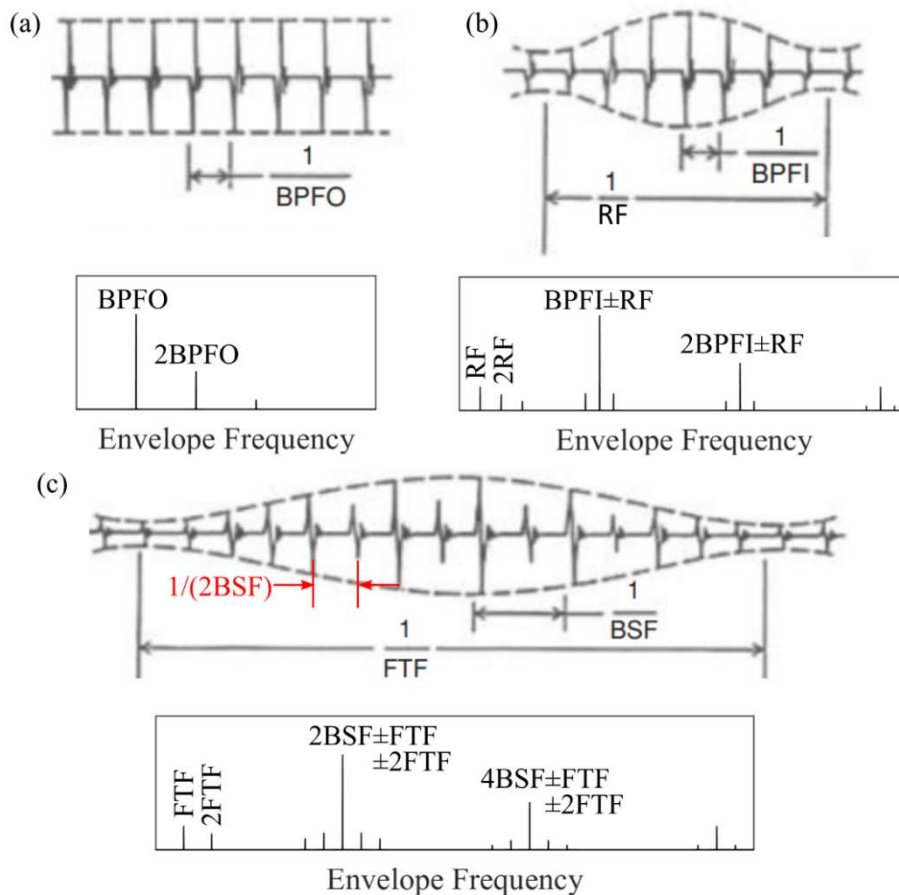 (a)
1
BPFO
BPFO
2BPFO
Envelope Frequency
(b)
1
BPFI
1
RF
RF
2RF
BPFI±RF
2BPFI±RF
Envelope Frequency
(c)
1/(2BSF)
1
BSF
1
FTF
FTF
2FTF
2BSF±FTF
±2FTF
4BSF±FTF
±2FTF
Envelope Frequency